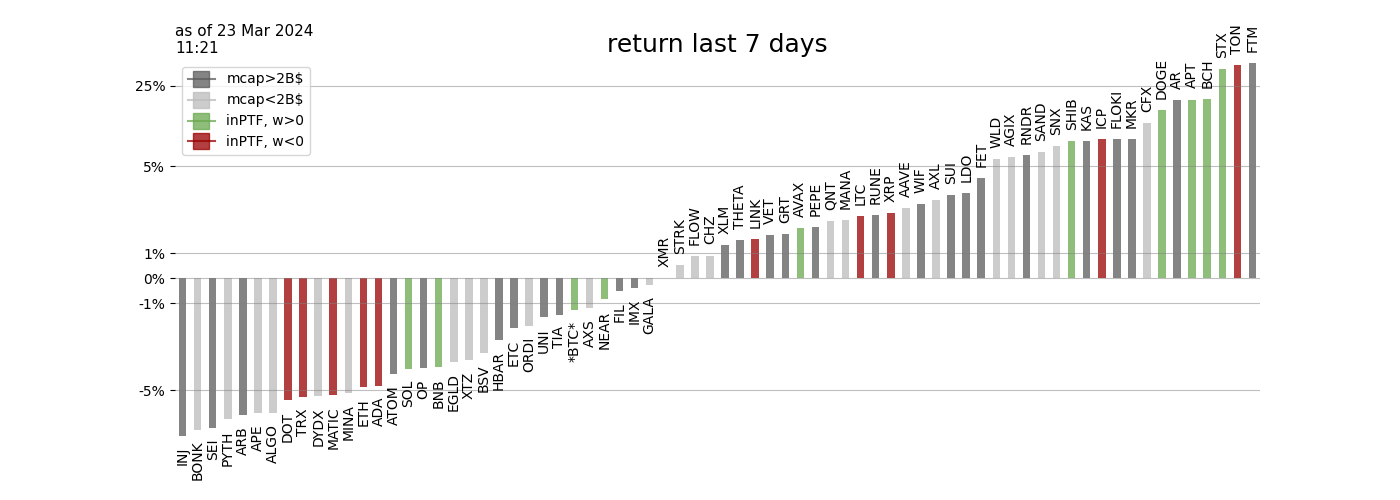 as of 23 Mar 2024
11:21
return last 7 days
mcap>2B$
mcap<2B$
inPTF, w>0
inPTF, w<0
25%
5%
1%
0%
-1%
-5%
INJ
BONK
SEI
PYTH
ARB
APE
ALGO
DOT
TRX
DYDX
MATIC
MINA
ETH
ADA
ATOM
SOL
OP
BNB
EGLD
XTZ
BSV
HBAR
ETC
ORDI
UNI
TIA
*BTC*
AXS
NEAR
FIL
IMX
GALA
XMR
STRK
FLOW
CHZ
XLM
THETA
LINK
VET
GRT
AVAX
PEPE
QNT
MANA
LTC
RUNE
XRP
AAVE
WIF
AXL
SUI
LDO
FET
WLD
AGIX
RNDR
SAND
SNX
SHIB
KAS
ICP
FLOKI
MKR
CFX
DOGE
AR
APT
BCH
STX
TON
FTM